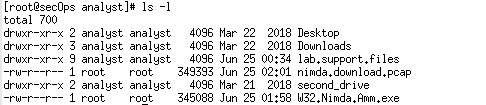 [root@secOps analyst]# ls -l
total 700
drwxr-xr-x 2 analyst analyst   4096 Mar 22  2018 Desktop
drwxr-xr-x 3 analyst analyst   4096 Mar 22  2018 Downloads
drwxr-xr-x 9 analyst analyst   4096 Jun 25 00:34 lab.support.files
-rw-r--r-- 1 root    root    349393 Jun 25 02:01 nimda.download.pcap
drwxr-xr-x 2 analyst analyst   4096 Mar 21  2018 second_drive
-rw-r--r-- 1 root    root    345088 Jun 25 01:58 W32.Nimda.Amm.exe